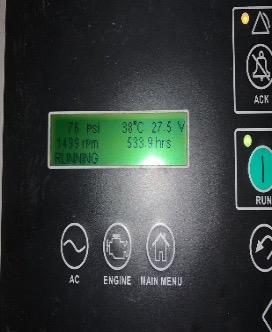 76 psi 38°C 27.5 V
1499 rpm 533.9 hrs
RUNNING
ACK
RUN
AC
ENGINE
MAIN MENU